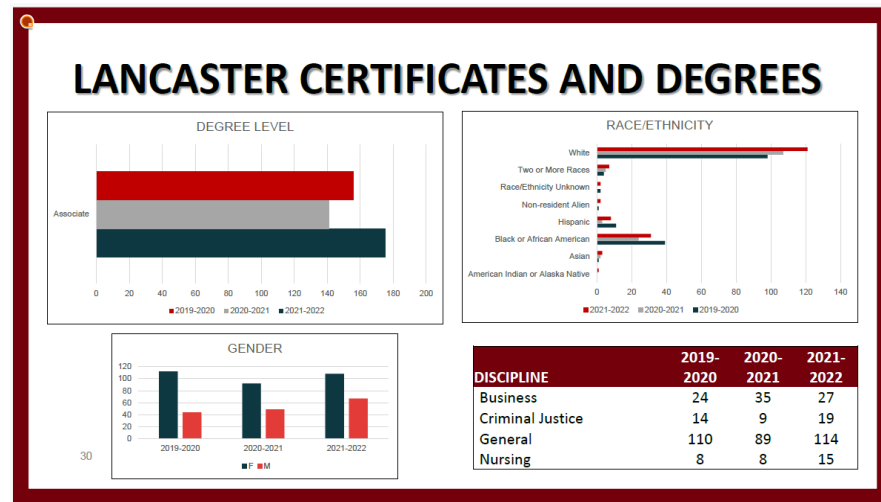 LANCASTER CERTIFICATES AND DEGREES
DEGREE LEVEL
Associate
0 20 40 60 80 100 120 140 160 180 200
2019-2020 2020-2021 2021-2022
RACE/ETHNICITY
White
Two or More Races
Race/Ethnicity Unknown
Non-resident Alien
Hispanic
Black or African American
Asian
American Indian or Alaska Native
0 20 40 60 80 100 120 140
2021-2022 2020-2021 2019-2020
GENDER
120
100
80
60
40
20
0
2019-2020 2020-2021 2021-2022
F M
DISCIPLINE 2019-2020 2020-2021 2021-2022
Business 24 35 27
Criminal Justice 14 9 19
General 110 89 114
Nursing 8 8 15
30